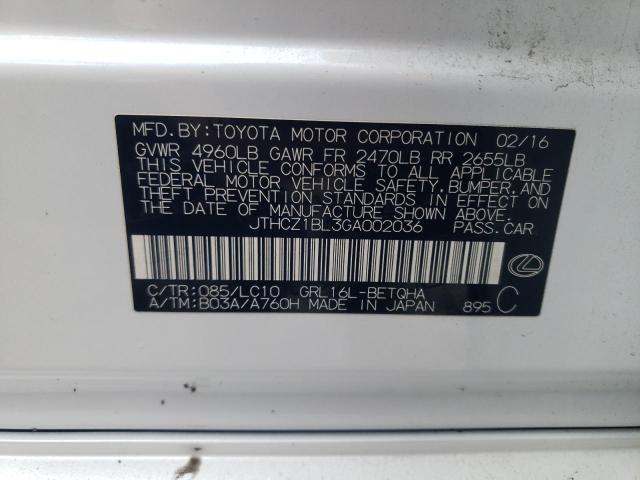 MFD. BY: TOYOTA MOTOR CORPORATION 02/16
GVWR 4960LB GAWR FR 2470LB RR 2655LB
THIS VEHICLE CONFORMS TO ALL APPLICABLE
FEDERAL MOTOR VEHICLE SAFETY, BUMPER, AND
THEFT PREVENTION STANDARDS IN EFFECT ON
THE DATE OF MANUFACTURE SHOWN ABOVE.
JTHCZ1BL3GA002036 PASS. CAR
C/TR: 085/LC10 GRL16L-BETQHA
A/TM: B03A/A760H MADE IN JAPAN 895 C